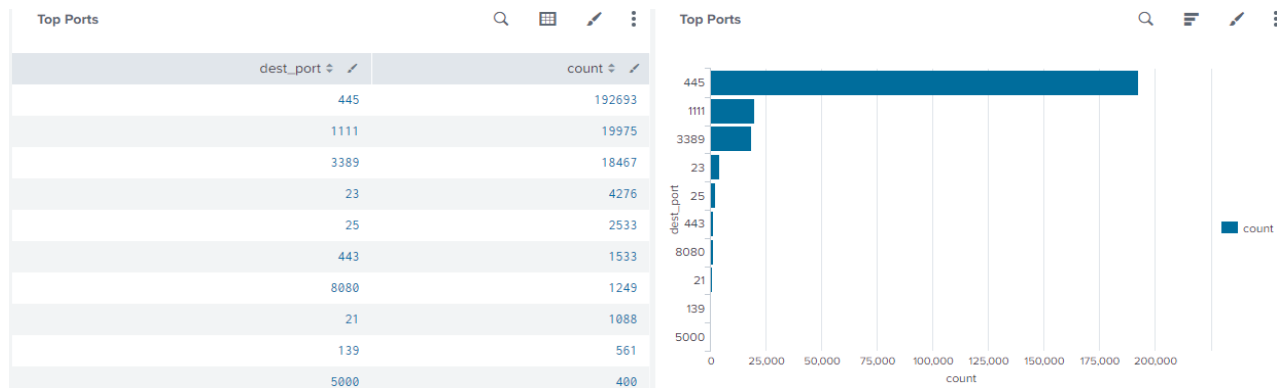 Top Ports
dest_port count
445 192693
1111 19975
3389 18467
23 4276
25 2533
443 1533
8080 1249
21 1088
139 561
5000 400
Top Ports
dest_port
445
1111
3389
23
25
443
8080
21
139
5000
0 25,000 50,000 75,000 100,000 125,000 150,000 175,000 200,000
count
count